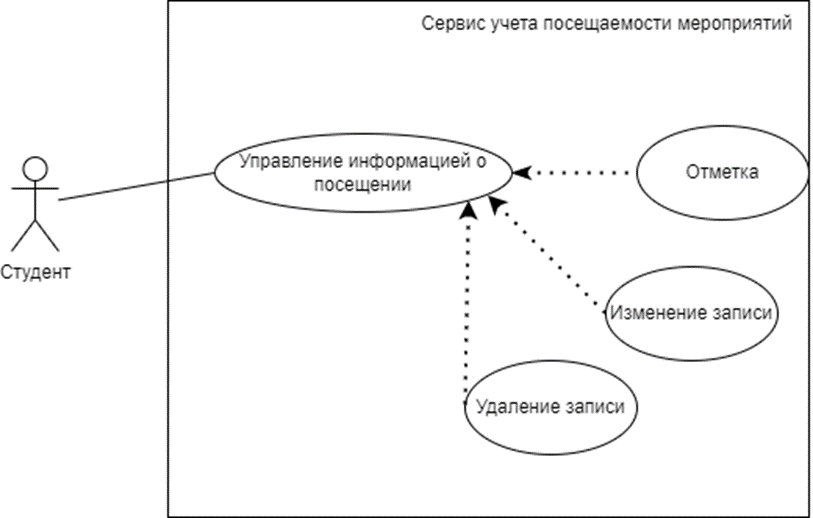 Сервис учета посещаемости мероприятий
Управление информацией о
посещении
Отметка
Студент
Изменение записи
Удаление записи